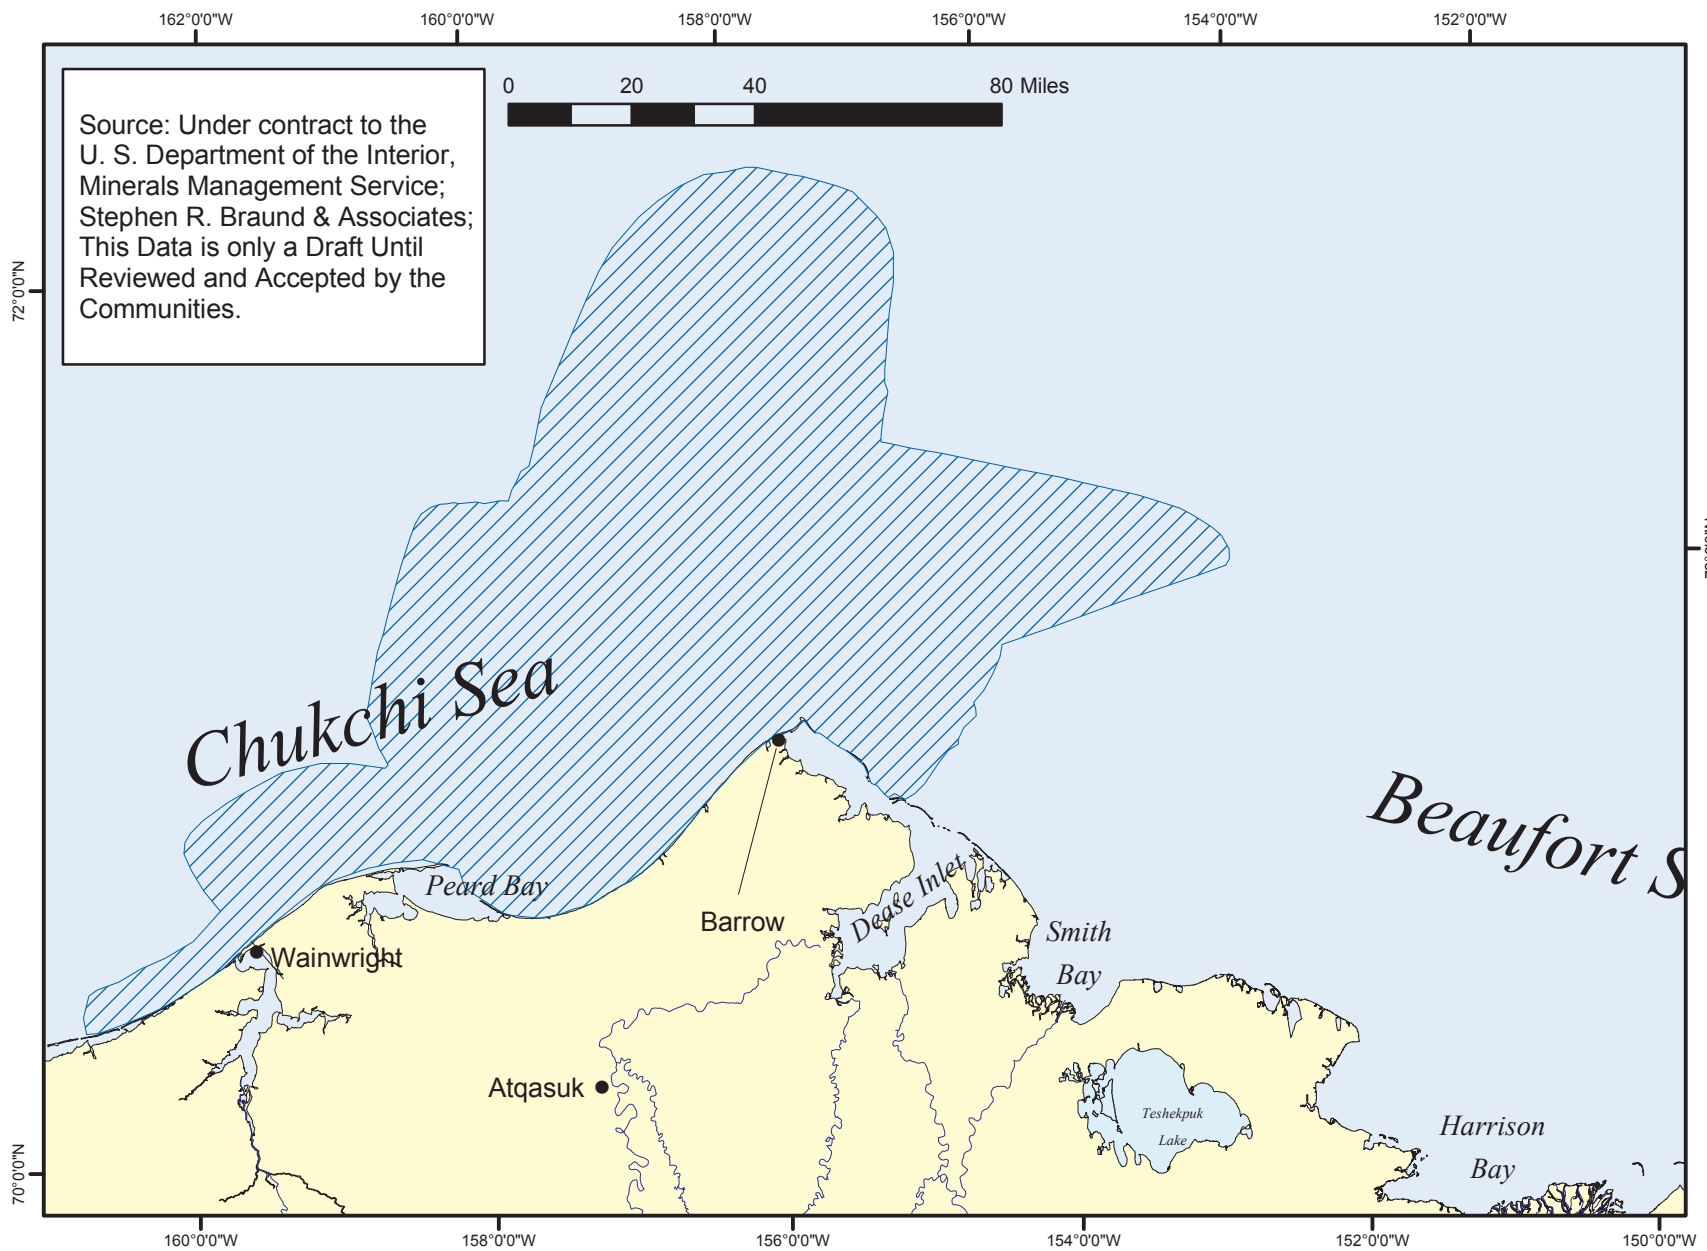 162°0'0"W 160°0'0"W 158°0'0"W 156°0'0"W 154°0'0"W 152°0'0"W
0 20 40 80 Miles
Source: Under contract to the
U. S. Department of the Interior,
Minerals Management Service;
Stephen R. Braund & Associates;
This Data is only a Draft Until
Reviewed and Accepted by the
Communities.
72°0'0"N
Chukchi Sea
Beaufort S
Peard Bay
Barrow
Dease Inlet
Smith
Bay
Wainwright
Atqasuk
Teshekpuk
Lake
Harrison
Bay
70°0'0"N
160°0'0"W 158°0'0"W 156°0'0"W 154°0'0"W 152°0'0"W 150°0'0"W